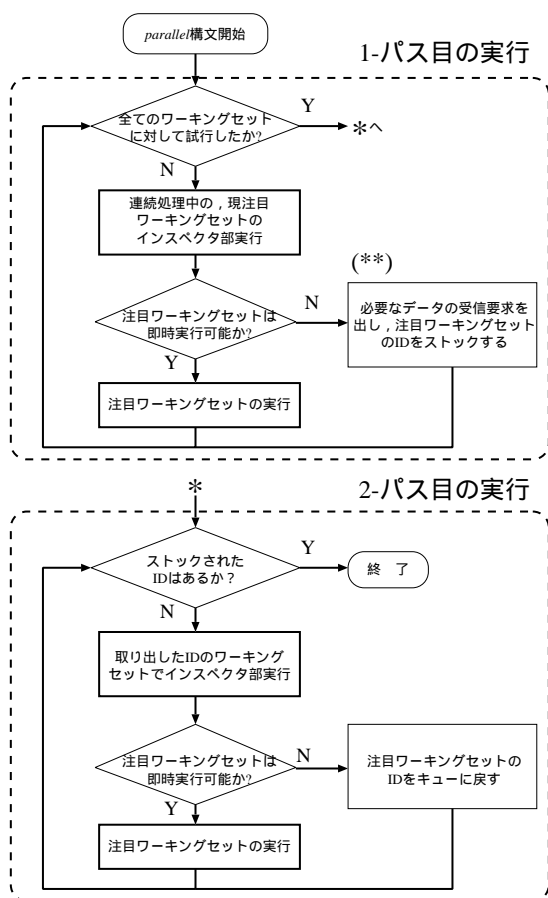 parallel構文開始
1-パス目の実行
全てのワーキングセット
に対して試行したか?
Y
*へ
N
連続処理中の，現注目
ワーキングセットの
インスペクタ部実行
(**)
注目ワーキングセットは
即時実行可能か?
N
必要なデータの受信要求を
出し，注目ワーキングセット
のIDをストックする
Y
注目ワーキングセットの実行
*
2-パス目の実行
ストックされた
IDはあるか？
Y
終　了
N
取り出したIDのワーキング
セットでインスペクタ部実行
注目ワーキングセットは
即時実行可能か?
N
注目ワーキングセットの
IDをキューに戻す
Y
注目ワーキングセットの実行